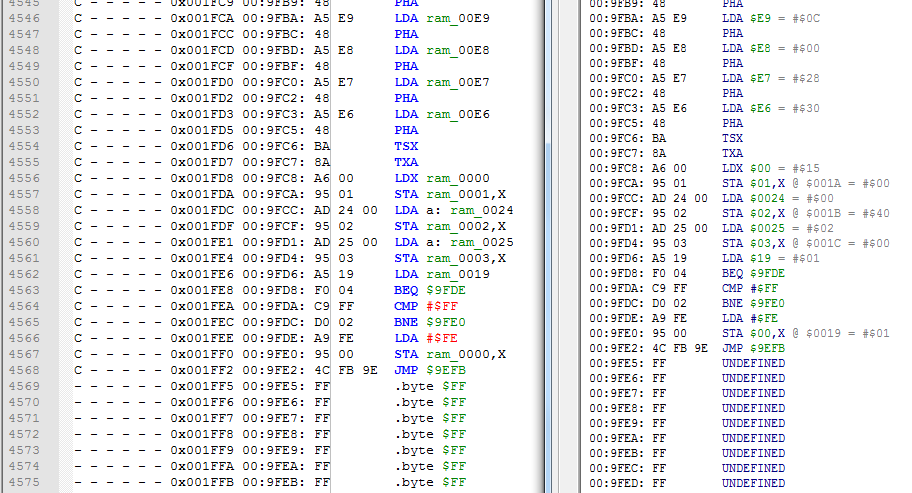 4545 C - - - - - 0x001FC9 00:9FB9: 48 PHA
4546 C - - - - - 0x001FCA 00:9FBA: A5 E9 LDA ram_00E9
4547 C - - - - - 0x001FCC 00:9FBC: 48 PHA
4548 C - - - - - 0x001FCD 00:9FBD: A5 E8 LDA ram_00E8
4549 C - - - - - 0x001FCF 00:9FBF: 48 PHA
4550 C - - - - - 0x001FD0 00:9FC0: A5 E7 LDA ram_00E7
4551 C - - - - - 0x001FD2 00:9FC2: 48 PHA
4552 C - - - - - 0x001FD3 00:9FC3: A5 E6 LDA ram_00E6
4553 C - - - - - 0x001FD5 00:9FC5: 48 PHA
4554 C - - - - - 0x001FD6 00:9FC6: BA TSX
4555 C - - - - - 0x001FD7 00:9FC7: 8A TXA
4556 C - - - - - 0x001FD8 00:9FC8: A6 00 LDX ram_0000
4557 C - - - - - 0x001FDA 00:9FCA: 95 01 STA ram_0001,X
4558 C - - - - - 0x001FDC 00:9FCC: AD 24 00 LDA a: ram_0024
4559 C - - - - - 0x001FDF 00:9FCF: 95 02 STA ram_0002,X
4560 C - - - - - 0x001FE1 00:9FD1: AD 25 00 LDA a: ram_0025
4561 C - - - - - 0x001FE4 00:9FD4: 95 03 STA ram_0003,X
4562 C - - - - - 0x001FE6 00:9FD6: A5 19 LDA ram_0019
4563 C - - - - - 0x001FE8 00:9FD8: F0 04 BEQ $9FDE
4564 C - - - - - 0x001FEA 00:9FDA: C9 FF CMP #$FF
4565 C - - - - - 0x001FEC 00:9FDC: D0 02 BNE $9FE0
4566 C - - - - - 0x001FEE 00:9FDE: A9 FE LDA #$FE
4567 C - - - - - 0x001FF0 00:9FE0: 95 00 STA ram_0000,X
4568 C - - - - - 0x001FF2 00:9FE2: 4C FB 9E JMP $9EFB
4569 - - - - - - 0x001FF5 00:9FE5: FF .byte $FF
4570 - - - - - - 0x001FF6 00:9FE6: FF .byte $FF
4571 - - - - - - 0x001FF7 00:9FE7: FF .byte $FF
4572 - - - - - - 0x001FF8 00:9FE8: FF .byte $FF
4573 - - - - - - 0x001FF9 00:9FE9: FF .byte $FF
4574 - - - - - - 0x001FFA 00:9FEA: FF .byte $FF
4575 - - - - - - 0x001FFB 00:9FEB: FF .byte $FF
00:9FB9: 48 PHA
00:9FBA: A5 E9 LDA $E9 = #$0C
00:9FBC: 48 PHA
00:9FBD: A5 E8 LDA $E8 = #$00
00:9FBF: 48 PHA
00:9FC0: A5 E7 LDA $E7 = #$28
00:9FC2: 48 PHA
00:9FC3: A5 E6 LDA $E6 = #$30
00:9FC5: 48 PHA
00:9FC6: BA TSX
00:9FC7: 8A TXA
00:9FC8: A6 00 LDX $00 = #$15
00:9FCA: 95 01 STA $01,X @ $001A = #$00
00:9FCC: AD 24 00 LDA $0024 = #$00
00:9FCF: 95 02 STA $02,X @ $001B = #$40
00:9FD1: AD 25 00 LDA $0025 = #$02
00:9FD4: 95 03 STA $03,X @ $001C = #$00
00:9FD6: A5 19 LDA $19 = #$01
00:9FD8: F0 04 BEQ $9FDE
00:9FDA: C9 FF CMP #$FF
00:9FDC: D0 02 BNE $9FE0
00:9FDE: A9 FE LDA #$FE
00:9FE0: 95 00 STA $00,X @ $0019 = #$01
00:9FE2: 4C FB 9E JMP $9EFB
00:9FE5: FF UNDEFINED
00:9FE6: FF UNDEFINED
00:9FE7: FF UNDEFINED
00:9FE8: FF UNDEFINED
00:9FE9: FF UNDEFINED
00:9FEA: FF UNDEFINED
00:9FEB: FF UNDEFINED
00:9FEC: FF UNDEFINED
00:9FED: FF UNDEFINED